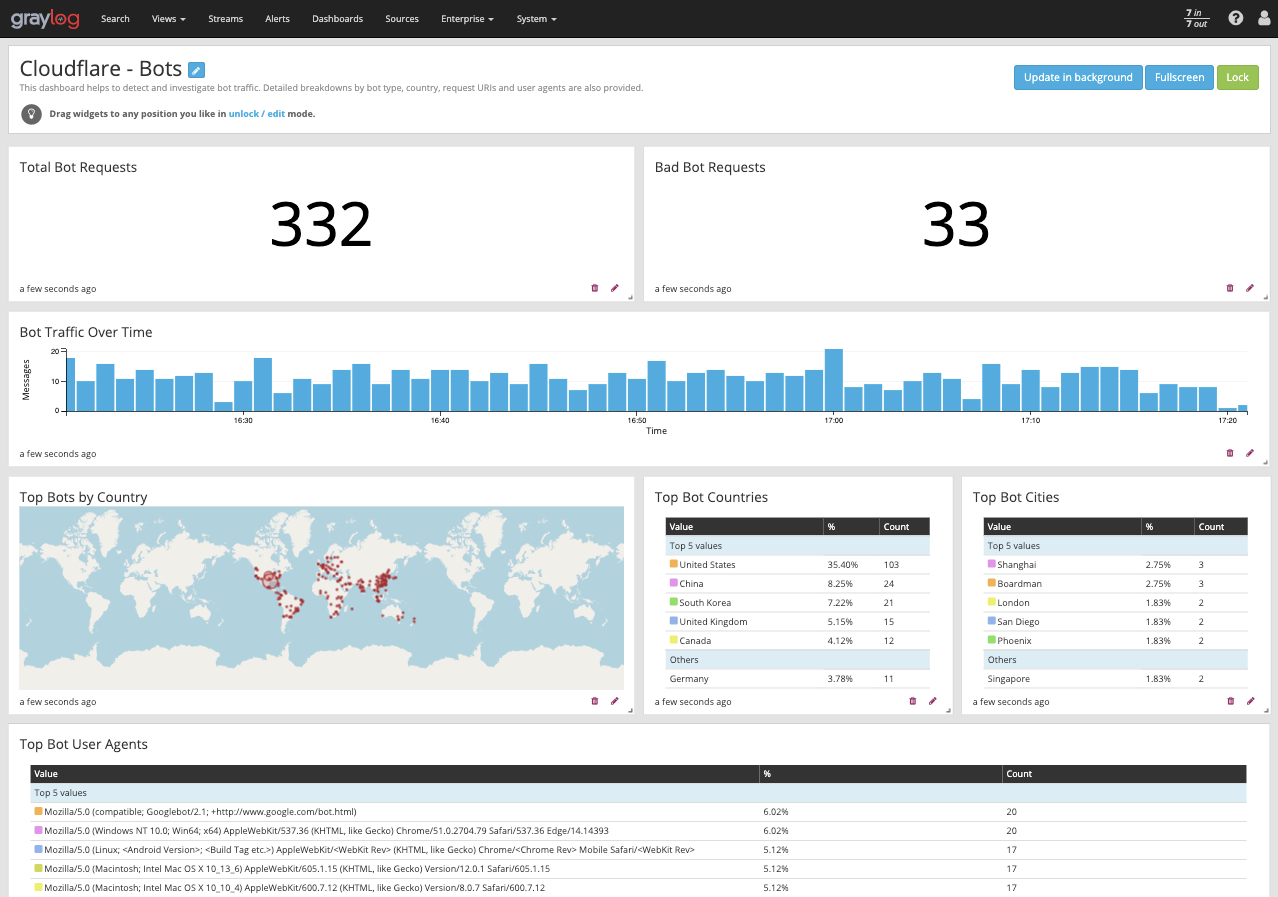 graylog Search Views Streams Alerts Dashboards Sources Enterprise System 7 in
7 out
Cloudflare - Bots
Update in background Fullscreen Lock
This dashboard helps to detect and investigate bot traffic. Detailed breakdowns by bot type, country, request URIs and user agents are also provided.
Drag widgets to any position you like in unlock / edit mode.
Total Bot Requests
332
a few seconds ago
Bad Bot Requests
33
a few seconds ago
Bot Traffic Over Time
Messages
20
10
0
16:30 16:40 16:50 17:00 17:10 17:20
Time
a few seconds ago
Top Bots by Country
a few seconds ago
Top Bot Countries
Value % Count
Top 5 values
United States 35.40% 103
China 8.25% 24
South Korea 7.22% 21
United Kingdom 5.15% 15
Canada 4.12% 12
Others
Germany 3.78% 11
a few seconds ago
Top Bot Cities
Value % Count
Top 5 values
Shanghai 2.75% 3
Boardman 2.75% 3
London 1.83% 2
San Diego 1.83% 2
Phoenix 1.83% 2
Others
Singapore 1.83% 2
a few seconds ago
Top Bot User Agents
Value % Count
Top 5 values
Mozilla/5.0 (compatible; Googlebot/2.1; +http://www.google.com/bot.html) 6.02% 20
Mozilla/5.0 (Windows NT 10.0; Win64; x64) AppleWebKit/537.36 (KHTML, like Gecko) Chrome/51.0.2704.79 Safari/537.36 Edge/14.14393 6.02% 20
Mozilla/5.0 (Linux; <Android Version>; <Build Tag etc.>) AppleWebKit/<WebKit Rev> (KHTML, like Gecko) Chrome/<Chrome Rev> Mobile Safari/<WebKit Rev> 5.12% 17
Mozilla/5.0 (Macintosh; Intel Mac OS X 10_13_6) AppleWebKit/605.1.15 (KHTML, like Gecko) Version/12.0.1 Safari/605.1.15 5.12% 17
Mozilla/5.0 (Macintosh; Intel Mac OS X 10_10_4) AppleWebKit/600.7.12 (KHTML, like Gecko) Version/8.0.7 Safari/600.7.12 5.12% 17